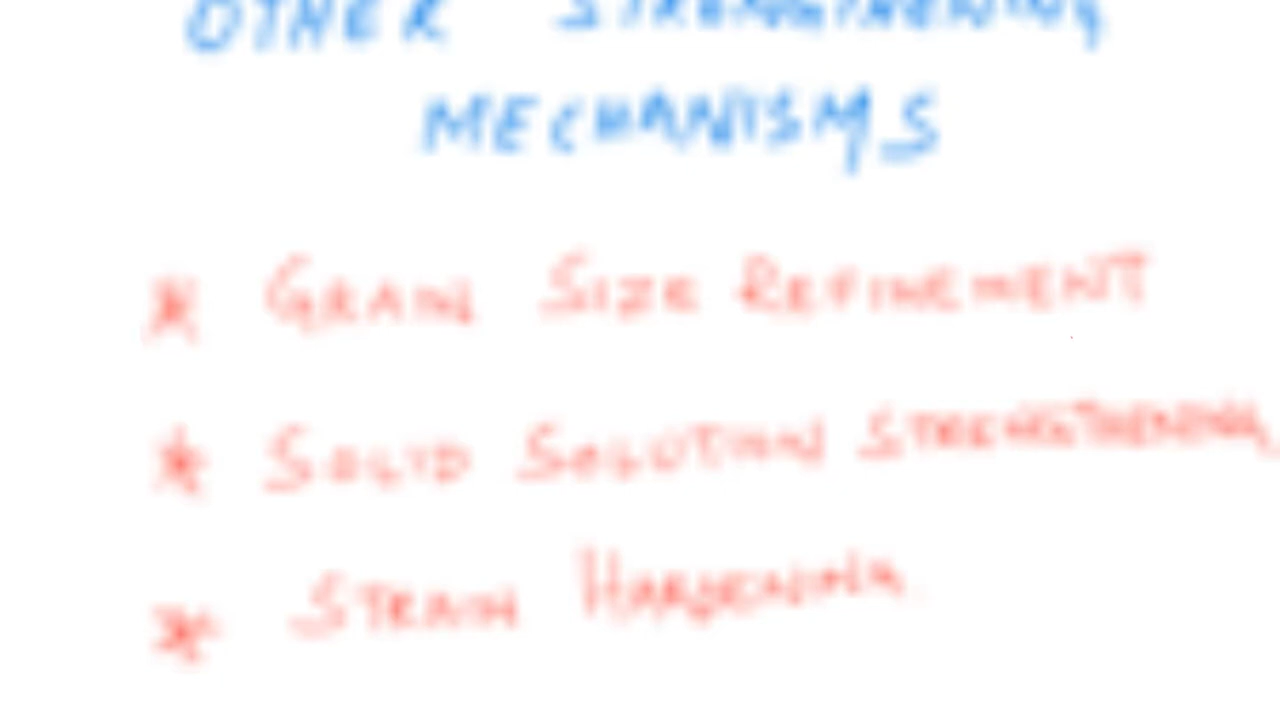 OTHER STRENGTHENING
MECHANISMS
* GRAIN SIZE REFINEMENT
* SOLID SOLUTION STRENGTHENING
* STRAIN HARDENING